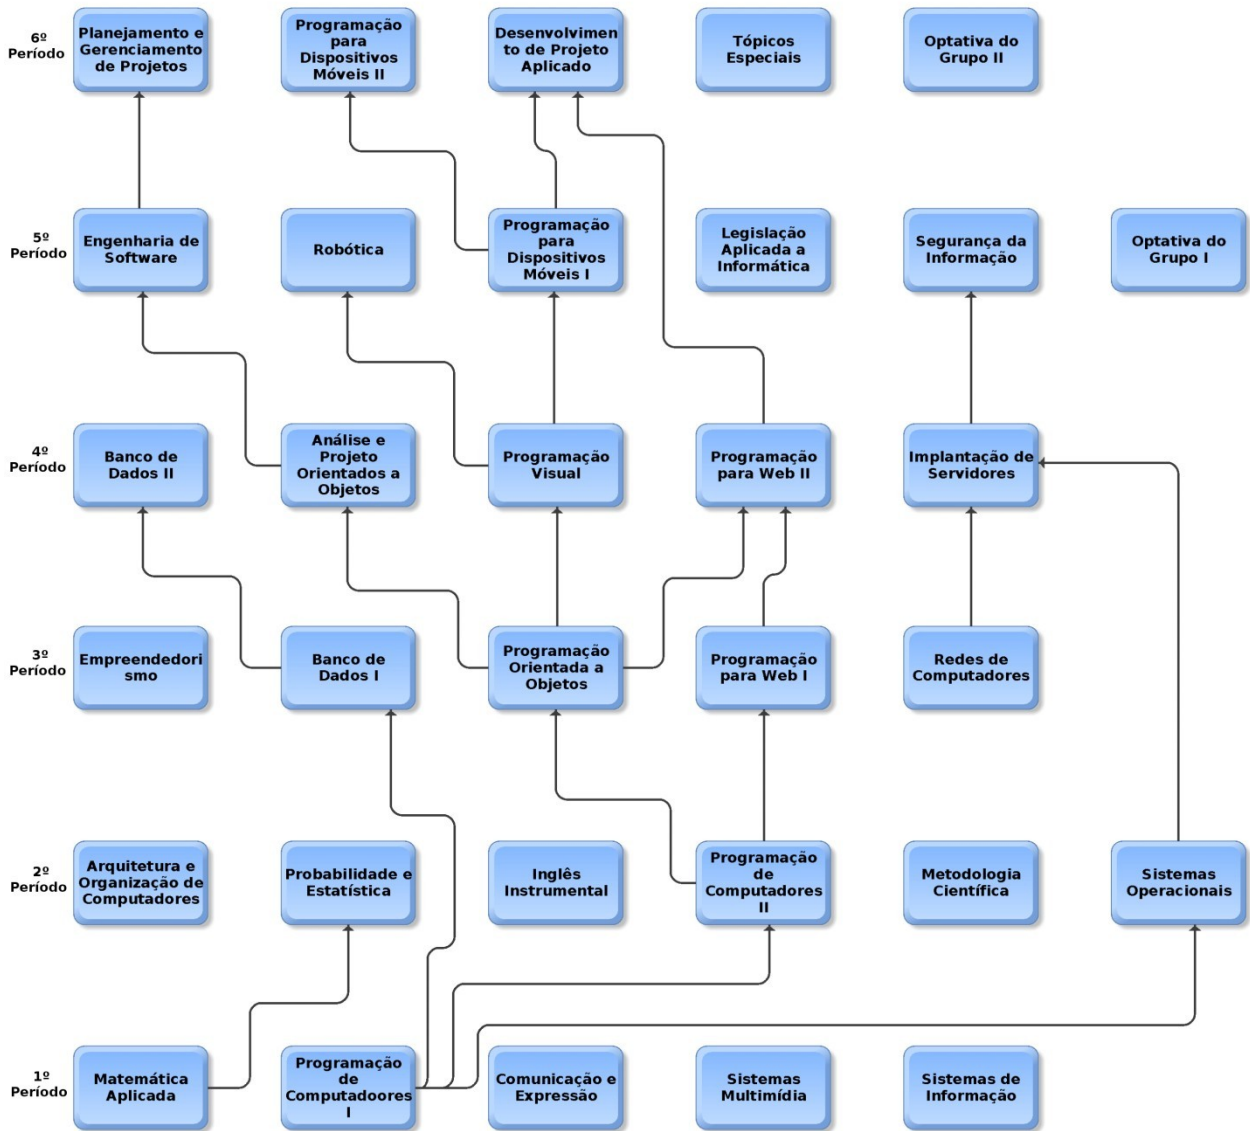 6º
Período
Planejamento e
Gerenciamento
de Projetos
Programação
para
Dispositivos
Móveis II
Desenvolvimen
to de Projeto
Aplicado
Tópicos
Especiais
Optativa do
Grupo II
5º
Período
Engenharia de
Software
Robótica
Programação
para
Dispositivos
Móveis I
Legislação
Aplicada a
Informática
Segurança da
Informação
Optativa do
Grupo I
4º
Período
Banco de
Dados II
Análise e
Projeto
Orientados a
Objetos
Programação
Visual
Programação
para Web II
Implantação de
Servidores
3º
Período
Empreendedori
smo
Banco de
Dados I
Programação
Orientada a
Objetos
Programação
para Web I
Redes de
Computadores
2º
Período
Arquitetura e
Organização de
Computadores
Probabilidade e
Estatística
Inglês
Instrumental
Programação
de
Computadores
II
Metodologia
Científica
Sistemas
Operacionais
1º
Período
Matemática
Aplicada
Programação
de
Computadoores
I
Comunicação e
Expressão
Sistemas
Multimídia
Sistemas de
Informação